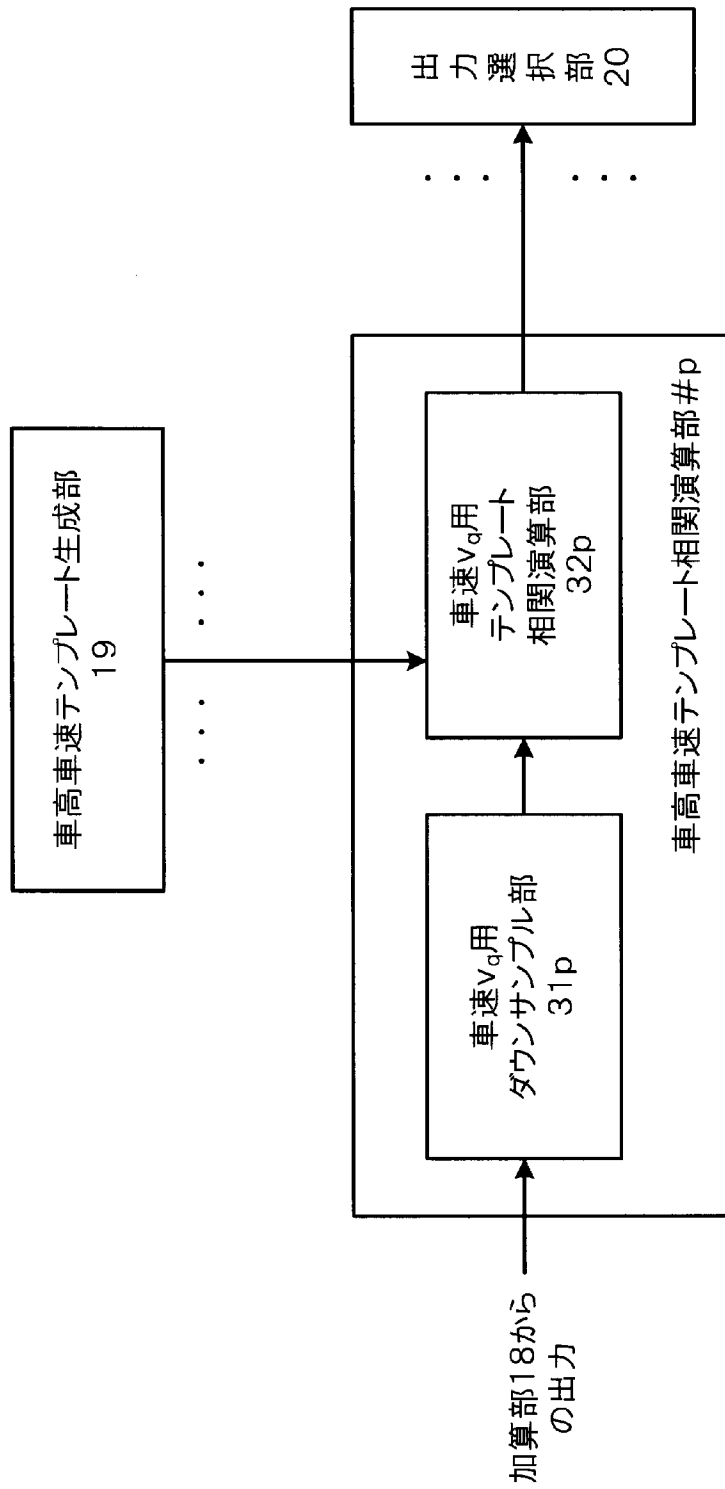 車高車速テンプレート生成部
19
・・・
・・・
加算部18から
の出力
車速Vq用
ダウンサンプル部
31p
車速Vq用
テンプレート
相関演算部
32p
車高車速テンプレート相関演算部#p
・・・
・・・
出力選択部
20